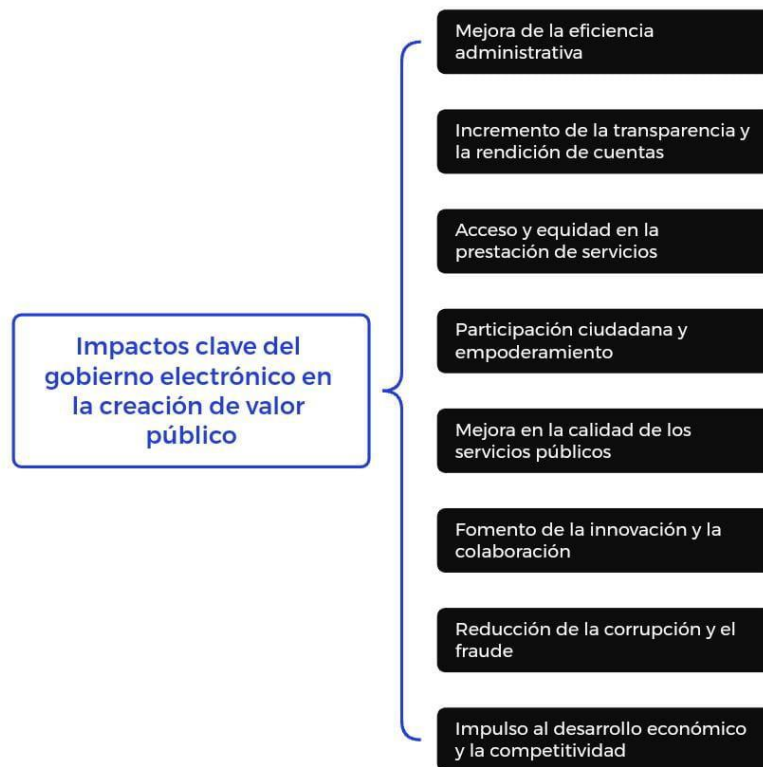 Mejora de la eficiencia
administrativa
Incremento de la transparencia y
la rendición de cuentas
Acceso y equidad en la
prestación de servicios
Impactos clave del
gobierno electrónico en
la creación de valor
público
Participación ciudadana y
empoderamiento
Mejora en la calidad de los
servicios públicos
Fomento de la innovación y la
colaboración
Reducción de la corrupción y el
fraude
Impulso al desarrollo económico
y la competitividad